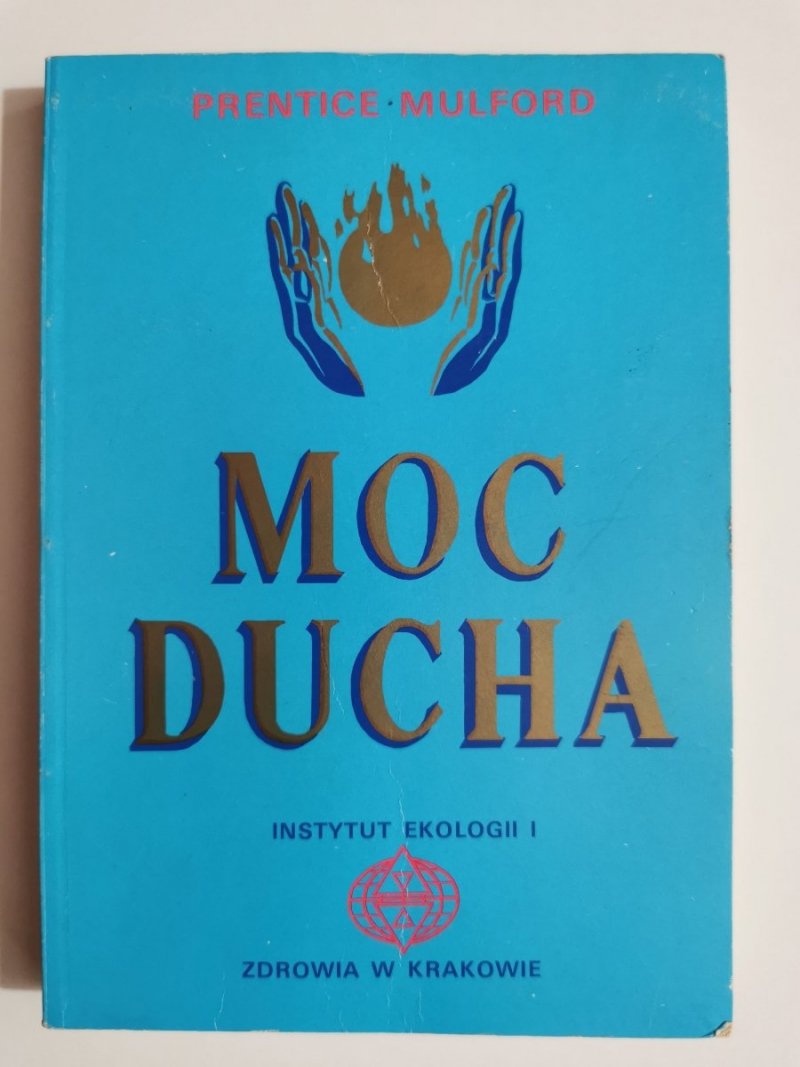 PRENTICE · MULFORD
MOC
DUCHA
INSTYTUT EKOLOGII I
ZDROWIA W KRAKOWIE